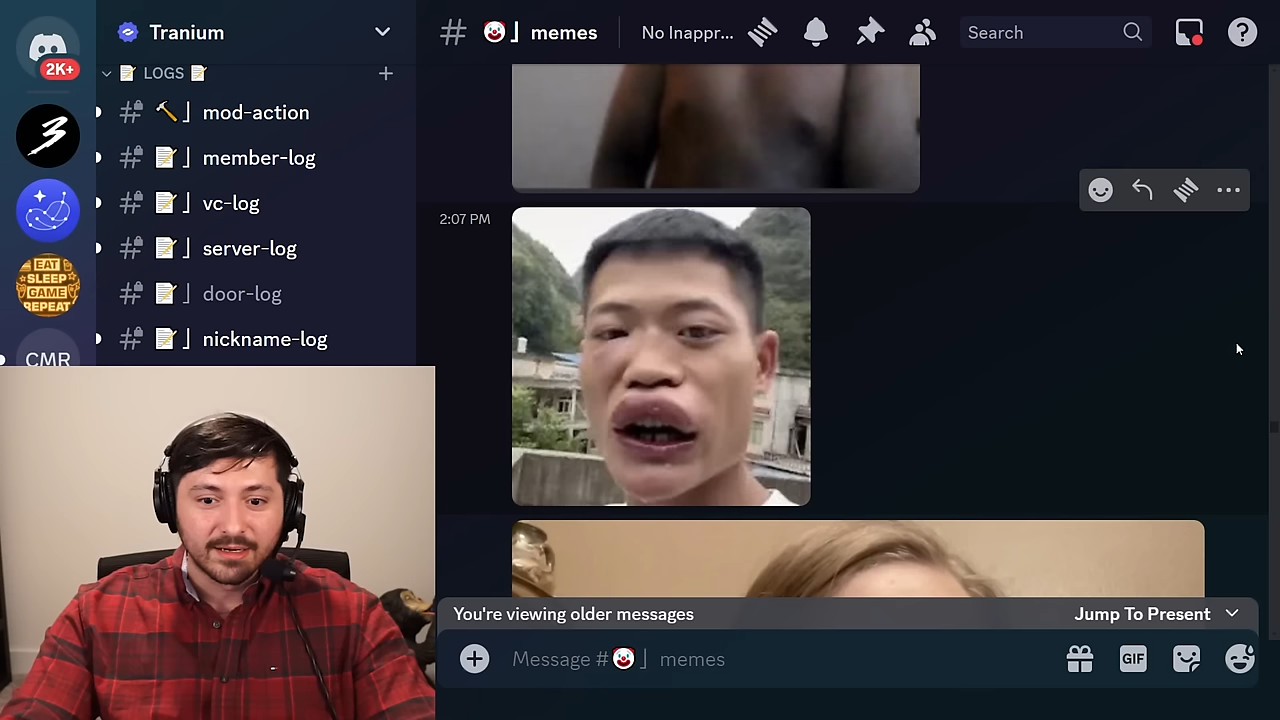 Tranium
memes
No Inappr...
Search
2K+
LOGS
mod-action
member-log
vc-log
server-log
door-log
nickname-log
EAT
SLEEP
GAME
REPEAT
CMR
2:07 PM
You're viewing older messages
Jump To Present
Message # memes
GIF